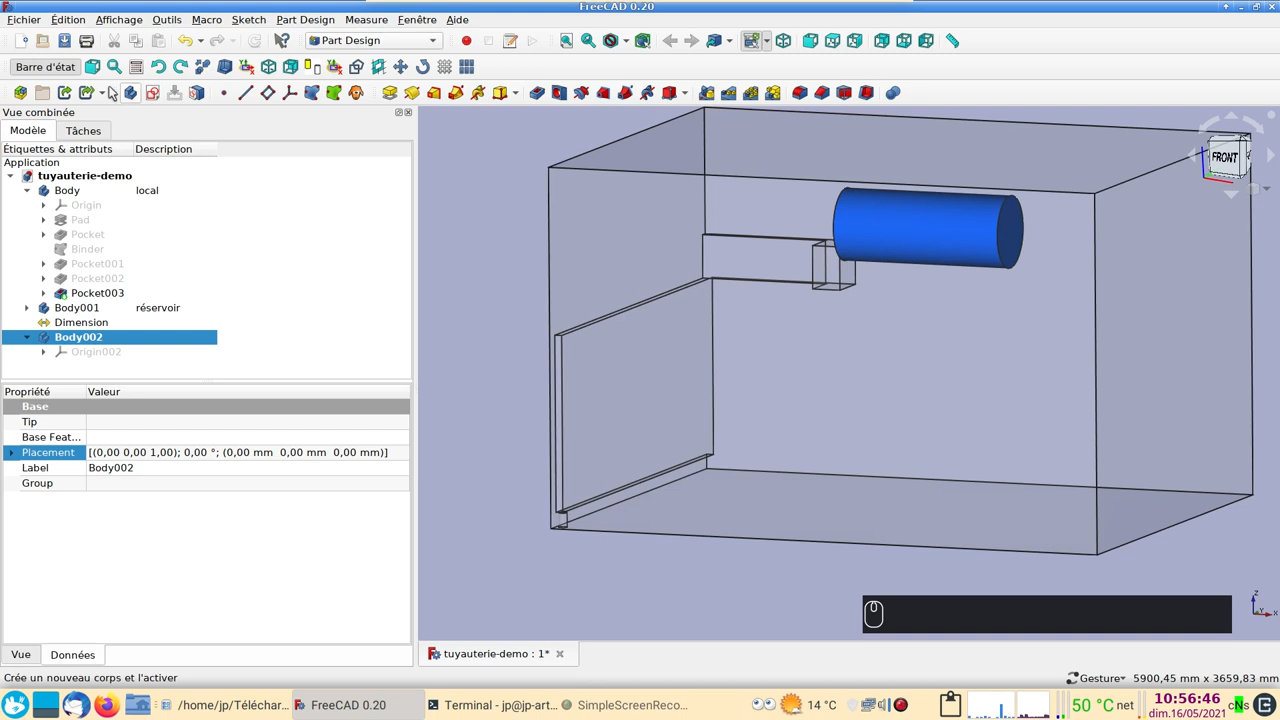 FreeCAD 0.20
Fichier Édition Affichage Outils Macro Sketch Part Design Measure Fenêtre Aide
Part Design
Barre d'état
Vue combinée
Modèle Tâches
Étiquettes & attributs Description
Application
tuyauterie-demo
Body local
Origin
Pad
Pocket
Binder
Pocket001
Pocket002
Pocket003
Body001 réservoir
Dimension
Body002
Origin002
Propriété Valeur
Base
Tip
Base Feat...
Placement [(0,00 0,00 1,00); 0,00 °; (0,00 mm 0,00 mm 0,00 mm)]
Label Body002
Group
FRONT
Z
Y
X
Vue Données
tuyauterie-demo : 1*
Crée un nouveau corps et l'activer
Gesture
5900,45 mm x 3659,83 mm
/home/jp/Téléchar...
FreeCAD 0.20
Terminal - jp@jp-art...
SimpleScreenReco...
14 °C
50 °C net
10:56:46
dim.16/05/2021
cNs